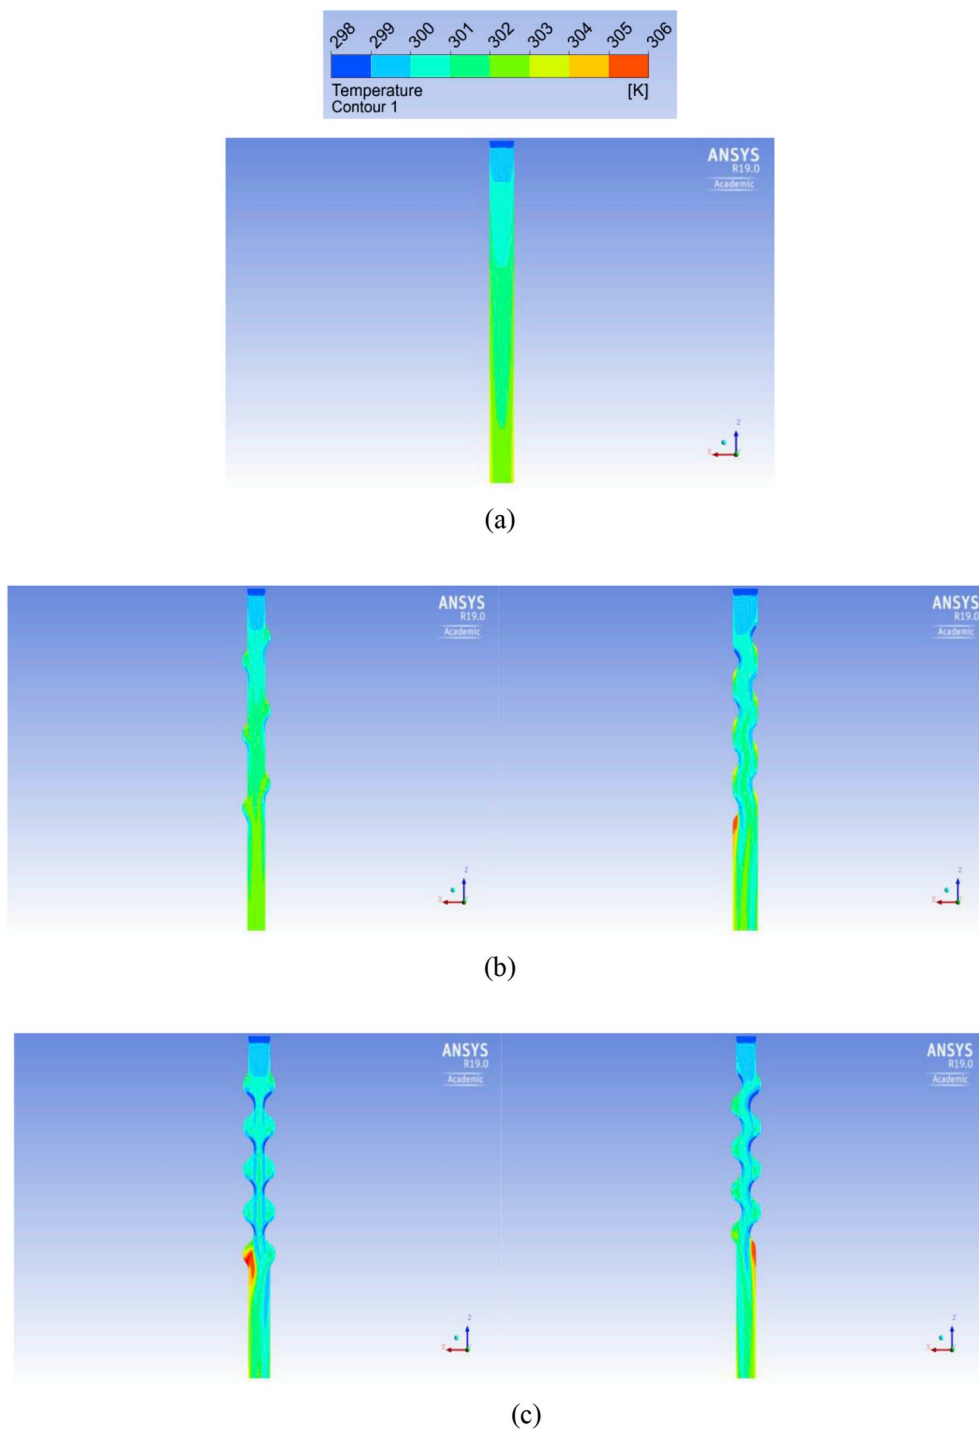 298 299 300 301 302 303 304 305 306
Temperature [K]
Contour 1
ANSYS
R19.0
Academic
Z
X
(a)
ANSYS
R19.0
Academic
Z
X
ANSYS
R19.0
Academic
Z
X
(b)
ANSYS
R19.0
Academic
Z
X
ANSYS
R19.0
Academic
Z
X
(c)